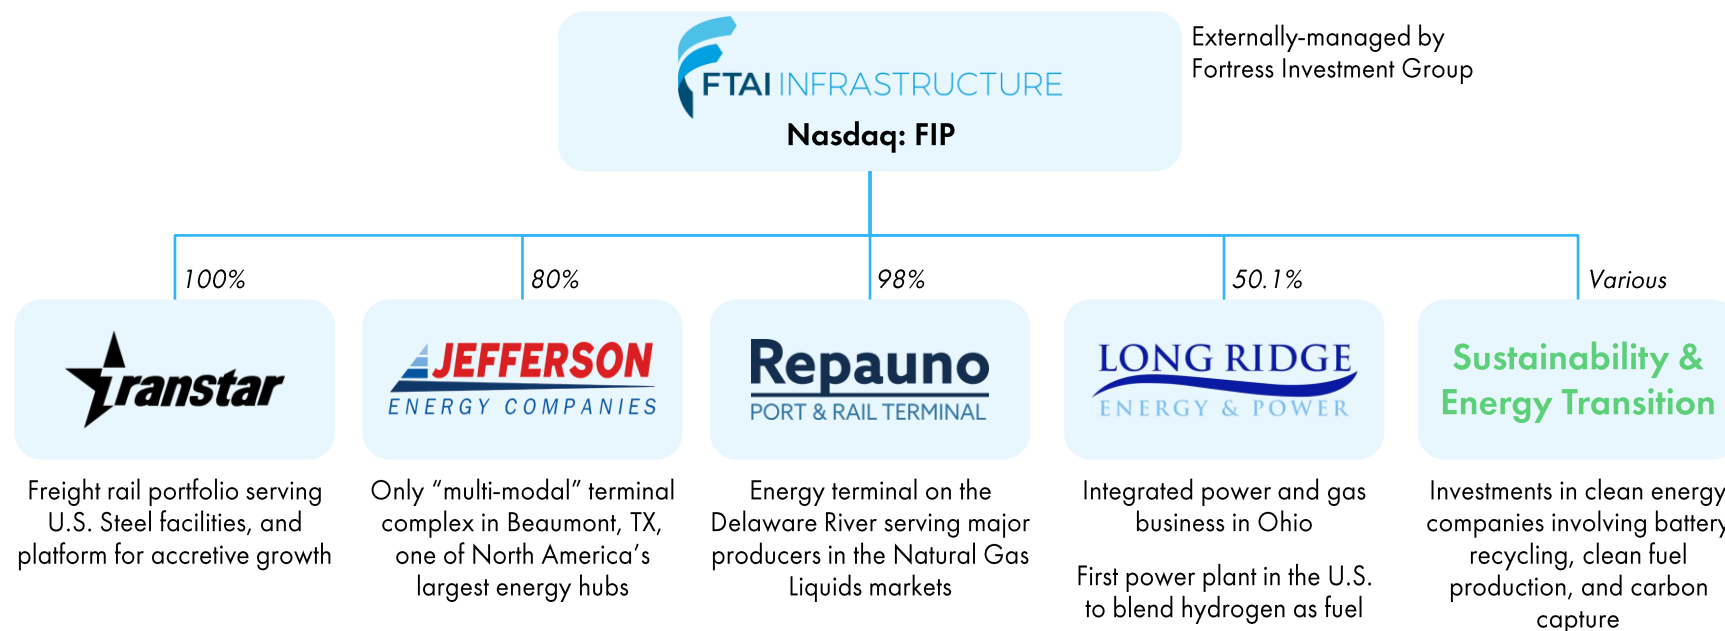 FTAI INFRASTRUCTURE
Nasdaq: FIP
Externally-managed by
Fortress Investment Group
100%
80%
98%
50.1%
Various
Transtar
JEFFERSON
ENERGY COMPANIES
Repauno
PORT & RAIL TERMINAL
LONG RIDGE
ENERGY & POWER
Sustainability &
Energy Transition
Freight rail portfolio serving
U.S. Steel facilities, and
platform for accretive growth
Only “multi-modal” terminal
complex in Beaumont, TX,
one of North America’s
largest energy hubs
Energy terminal on the
Delaware River serving major
producers in the Natural Gas
Liquids markets
Integrated power and gas
business in Ohio
First power plant in the U.S.
to blend hydrogen as fuel
Investments in clean energy
companies involving battery
recycling, clean fuel
production, and carbon
capture